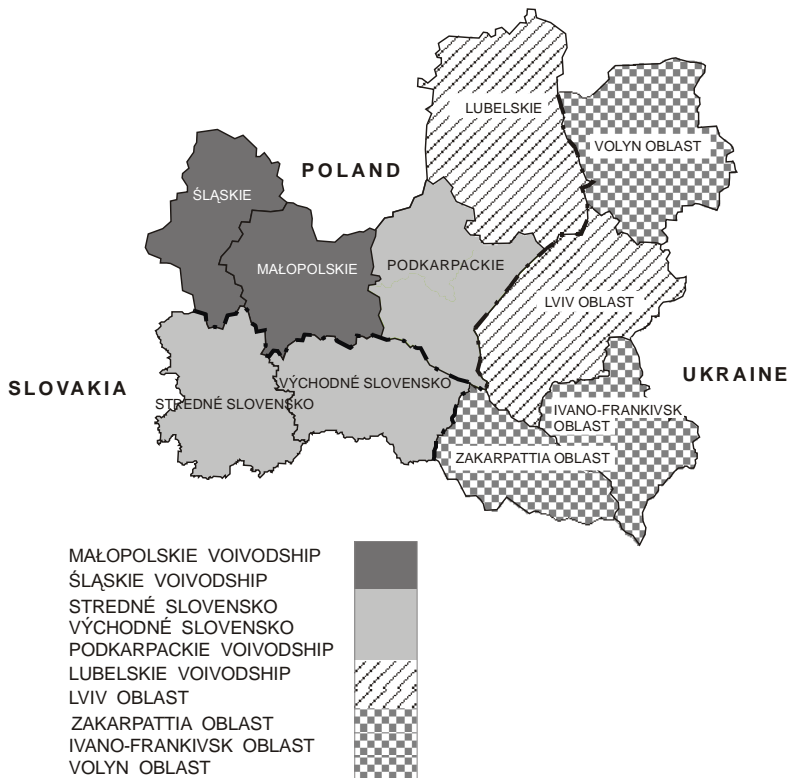 LUBELSKIE
VOLYN OBLAST
POLAND
ŚLĄSKIE
MAŁOPOLSKIE
PODKARPACKIE
LVIV OBLAST
SLOVAKIA
UKRAINE
VÝCHODNÉ SLOVENSKO
STREDNÉ SLOVENSKO
IVANO-FRANKIVSK
OBLAST
ZAKARPATTIA OBLAST
MAŁOPOLSKIE VOIVODSHIP
ŚLĄSKIE VOIVODSHIP
STREDNÉ SLOVENSKO
VÝCHODNÉ SLOVENSKO
PODKARPACKIE VOIVODSHIP
LUBELSKIE VOIVODSHIP
LVIV OBLAST
ZAKARPATTIA OBLAST
IVANO-FRANKIVSK OBLAST
VOLYN OBLAST